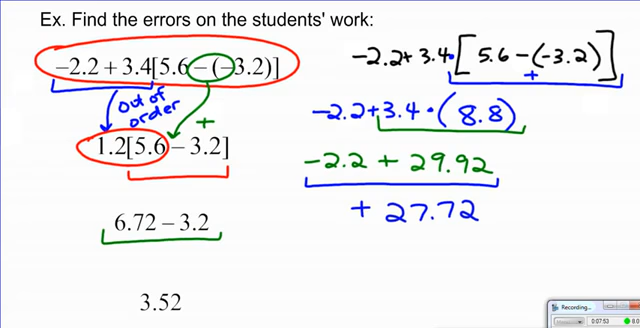 Ex. Find the errors on the students' work:
−2.2 + 3.4[5.6 −(−3.2)]
out of
order
+
1.2[5.6 − 3.2]
6.72 − 3.2
3.52
-2.2 + 3.4·[5.6 -(-3.2)]
+
-2.2 + 3.4 · (8.8)
-2.2 + 29.92
+ 27.72
Recording...
0:07:53